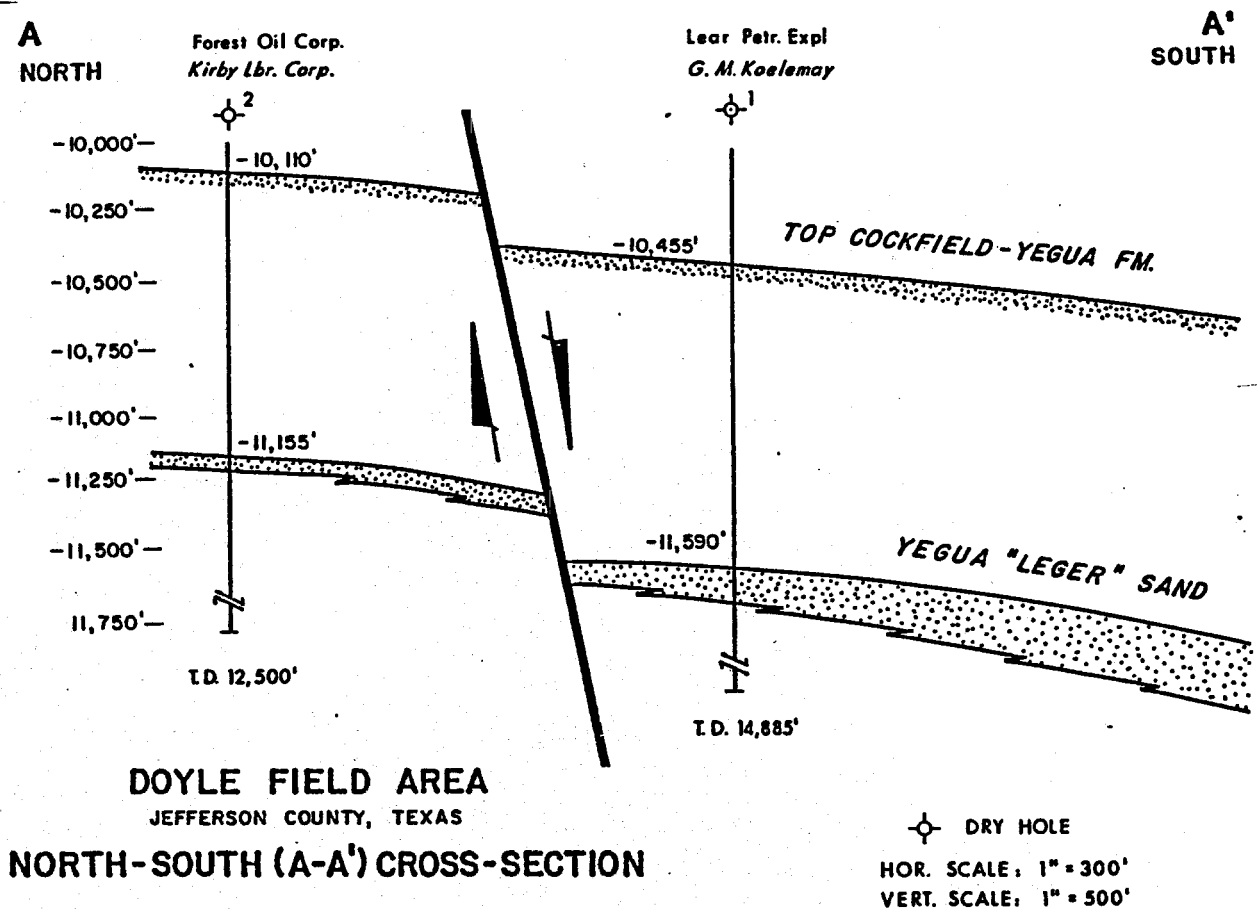 A
NORTH
Forest Oil Corp.
Kirby Lbr. Corp.
2
Lear Petr. Expl
G. M. Koelemay
1
A'
SOUTH
-10,000'
-10,250'
-10,500'
-10,750'
-11,000'
-11,250'
-11,500'
11,750'
-10,110'
-10,455'
TOP COCKFIELD-YEGUA FM.
-11,155'
-11,590'
YEGUA "LEGER" SAND
T.D. 12,500'
T.D. 14,885'
DOYLE FIELD AREA
JEFFERSON COUNTY, TEXAS
NORTH-SOUTH (A-A') CROSS-SECTION
DRY HOLE
HOR. SCALE: 1" = 300'
VERT. SCALE: 1" = 500'